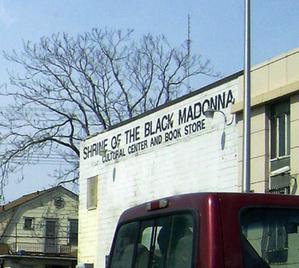 SHRINE OF THE BLACK MADONNA
CULTURAL CENTER AND BOOK STORE